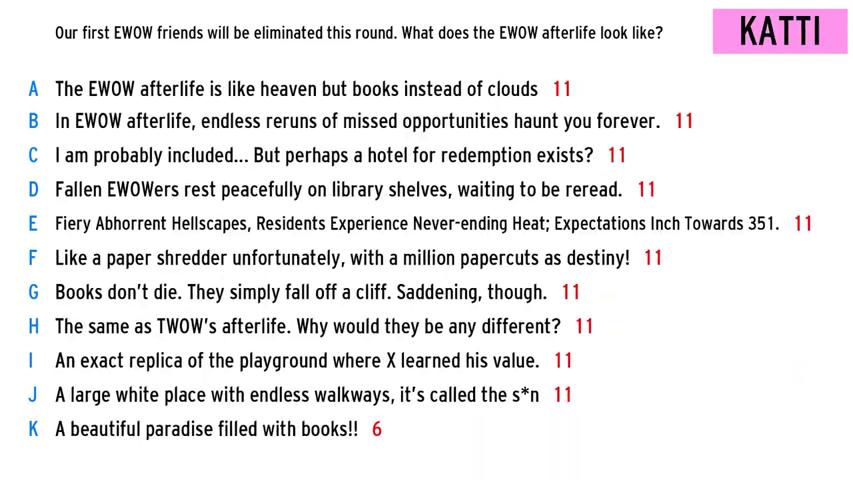 Our first EWOW friends will be eliminated this round. What does the EWOW afterlife look like?
KATTI
A The EWOW afterlife is like heaven but books instead of clouds 11
B In EWOW afterlife, endless reruns of missed opportunities haunt you forever. 11
C I am probably included... But perhaps a hotel for redemption exists? 11
D Fallen EWOWers rest peacefully on library shelves, waiting to be reread. 11
E Fiery Abhorrent Hellscapes, Residents Experience Never-ending Heat; Expectations Inch Towards 351. 11
F Like a paper shredder unfortunately, with a million papercuts as destiny! 11
G Books don't die. They simply fall off a cliff. Saddening, though. 11
H The same as TWOW's afterlife. Why would they be any different? 11
I An exact replica of the playground where X learned his value. 11
J A large white place with endless walkways, it's called the s*n 11
K A beautiful paradise filled with books!! 6